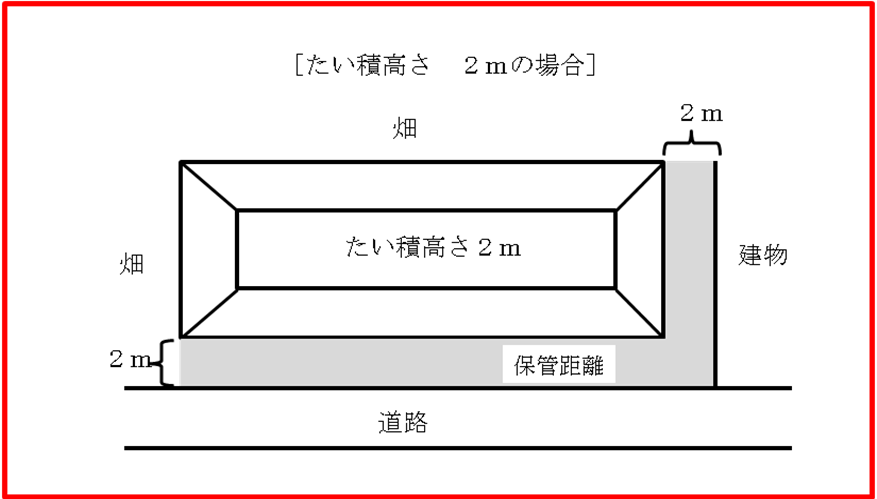 ［たい積高さ　２ｍの場合］
２ｍ
畑
たい積高さ２ｍ
畑
建物
２ｍ
保管距離
道路